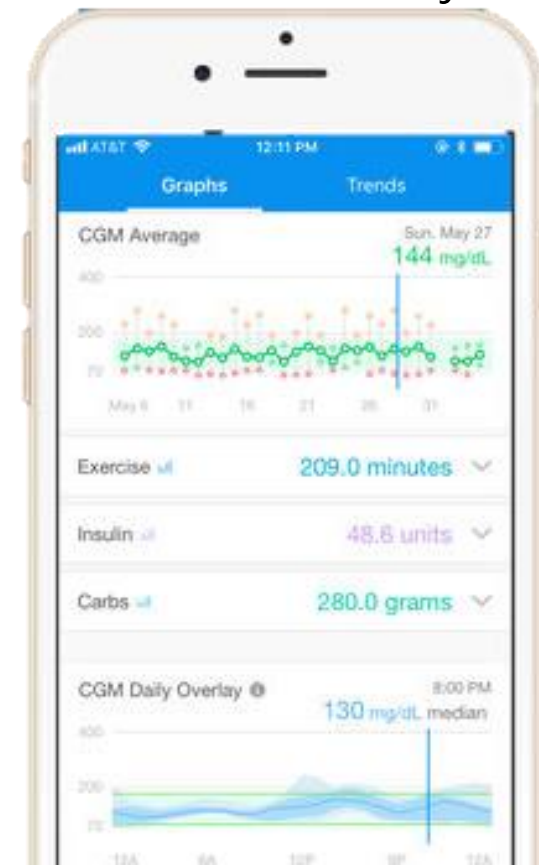 AT&T 12:11 PM
Graphs Trends
CGM Average Sun. May 27
144 mg/dL
400
200
70
May 6 11 16 21 26 31
Exercise 209.0 minutes
Insulin 48.6 units
Carbs 280.0 grams
CGM Daily Overlay 8:00 PM
130 mg/dL median
400
200
70
12A 6A 12P 6P 12A